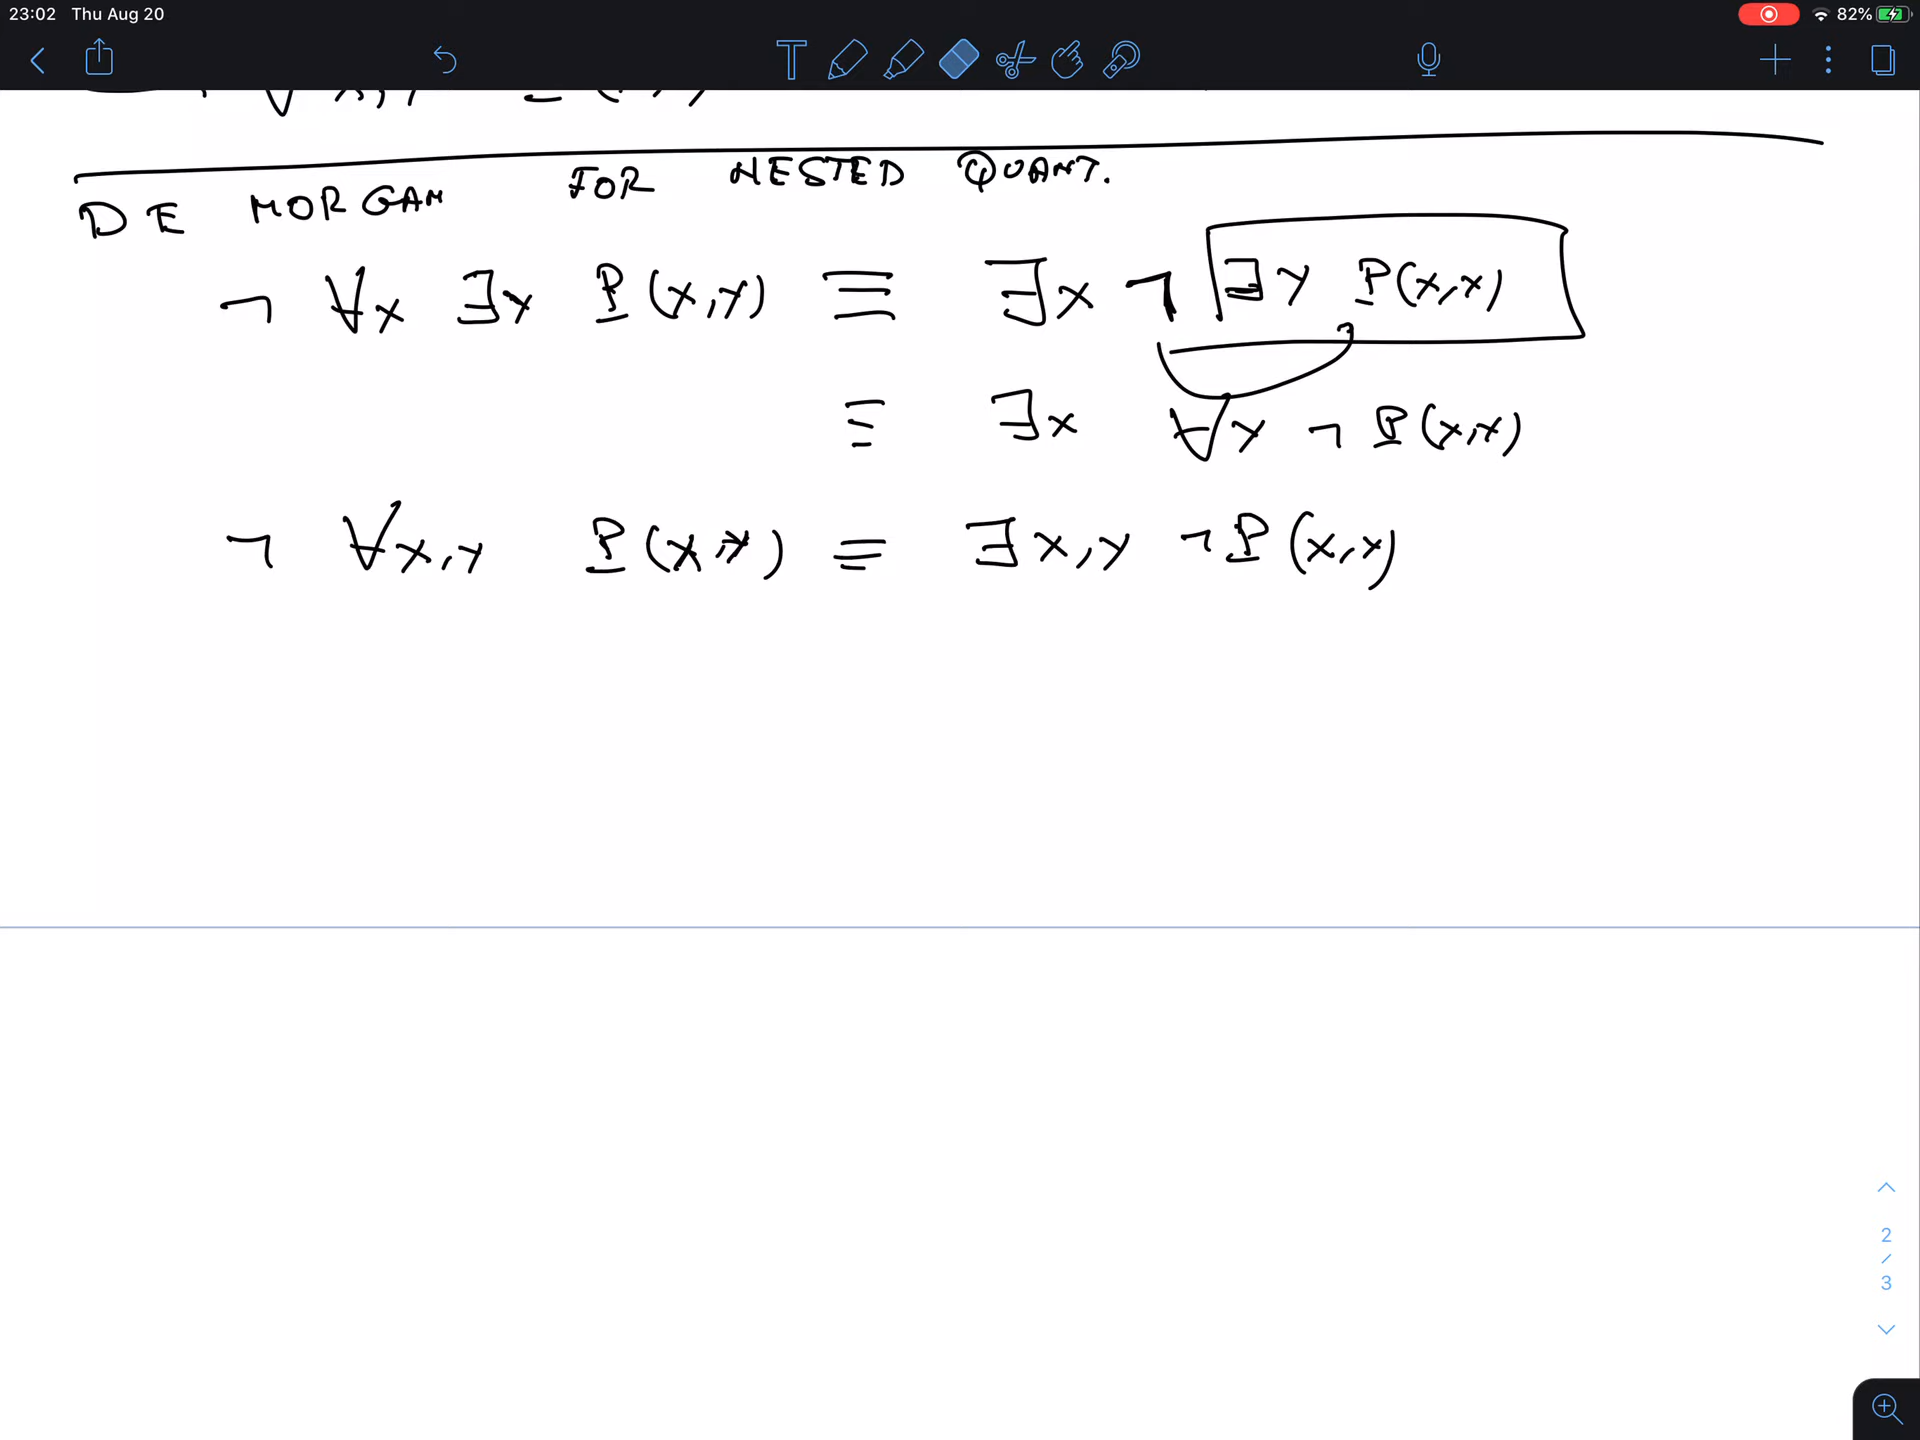 23:02 Thu Aug 20 82%
T
DE MORGAN FOR NESTED QUANT.
¬ ∀x ∃y P(x,y) ≡ ∃x ¬ ∃y P(x,y)
≡ ∃x ∀y ¬ P(x,y)
¬ ∀x,y P(x,y) ≡ ∃x,y ¬P(x,y)
2
/
3